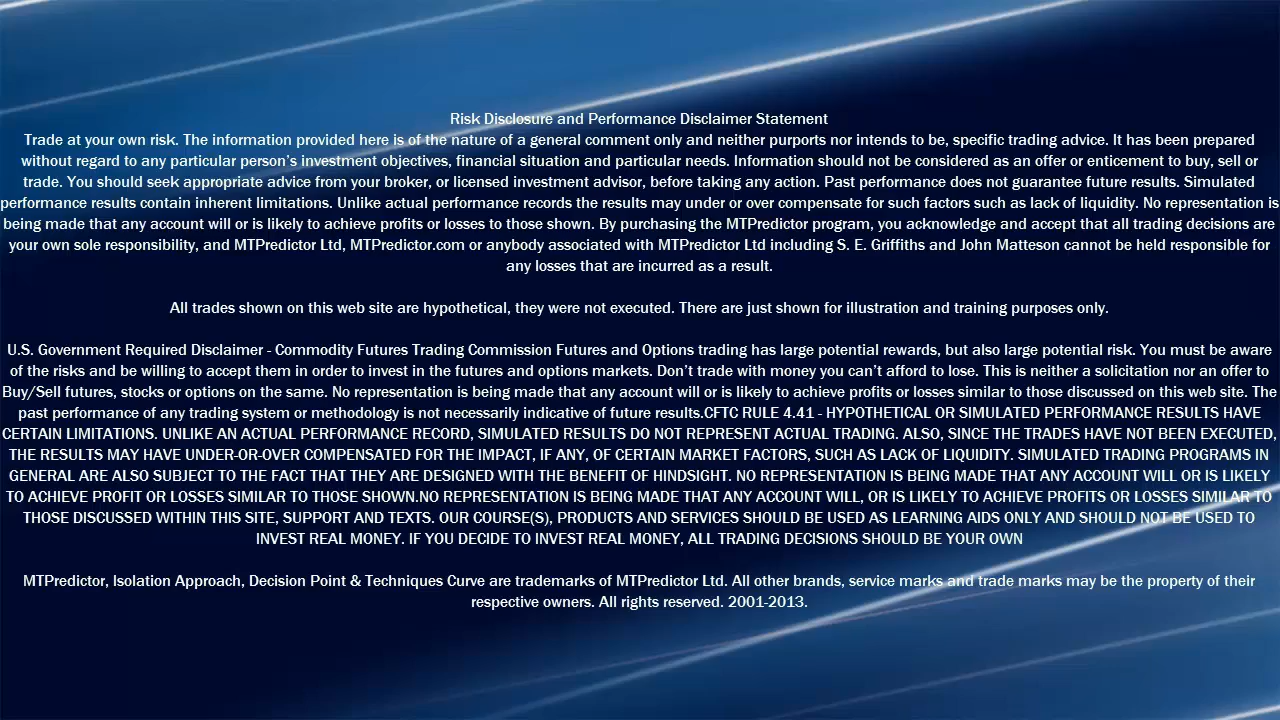 Risk Disclosure and Performance Disclaimer Statement
Trade at your own risk. The information provided here is of the nature of a general comment only and neither purports nor intends to be, specific trading advice. It has been prepared
without regard to any particular person's investment objectives, financial situation and particular needs. Information should not be considered as an offer or enticement to buy, sell or
trade. You should seek appropriate advice from your broker, or licensed investment advisor, before taking any action. Past performance does not guarantee future results. Simulated
performance results contain inherent limitations. Unlike actual performance records the results may under or over compensate for such factors such as lack of liquidity. No representation is
being made that any account will or is likely to achieve profits or losses to those shown. By purchasing the MTPredictor program, you acknowledge and accept that all trading decisions are
your own sole responsibility, and MTPredictor Ltd, MTPredictor.com or anybody associated with MTPredictor Ltd including S. E. Griffiths and John Matteson cannot be held responsible for
any losses that are incurred as a result.
All trades shown on this web site are hypothetical, they were not executed. There are just shown for illustration and training purposes only.
U.S. Government Required Disclaimer - Commodity Futures Trading Commission Futures and Options trading has large potential rewards, but also large potential risk. You must be aware
of the risks and be willing to accept them in order to invest in the futures and options markets. Don't trade with money you can't afford to lose. This is neither a solicitation nor an offer to
Buy/Sell futures, stocks or options on the same. No representation is being made that any account will or is likely to achieve profits or losses similar to those discussed on this web site. The
past performance of any trading system or methodology is not necessarily indicative of future results.CFTC RULE 4.41 - HYPOTHETICAL OR SIMULATED PERFORMANCE RESULTS HAVE
CERTAIN LIMITATIONS. UNLIKE AN ACTUAL PERFORMANCE RECORD, SIMULATED RESULTS DO NOT REPRESENT ACTUAL TRADING. ALSO, SINCE THE TRADES HAVE NOT BEEN EXECUTED,
THE RESULTS MAY HAVE UNDER-OR-OVER COMPENSATED FOR THE IMPACT, IF ANY, OF CERTAIN MARKET FACTORS, SUCH AS LACK OF LIQUIDITY. SIMULATED TRADING PROGRAMS IN
GENERAL ARE ALSO SUBJECT TO THE FACT THAT THEY ARE DESIGNED WITH THE BENEFIT OF HINDSIGHT. NO REPRESENTATION IS BEING MADE THAT ANY ACCOUNT WILL OR IS LIKELY
TO ACHIEVE PROFIT OR LOSSES SIMILAR TO THOSE SHOWN.NO REPRESENTATION IS BEING MADE THAT ANY ACCOUNT WILL, OR IS LIKELY TO ACHIEVE PROFITS OR LOSSES SIMILAR TO
THOSE DISCUSSED WITHIN THIS SITE, SUPPORT AND TEXTS. OUR COURSE(S), PRODUCTS AND SERVICES SHOULD BE USED AS LEARNING AIDS ONLY AND SHOULD NOT BE USED TO
INVEST REAL MONEY. IF YOU DECIDE TO INVEST REAL MONEY, ALL TRADING DECISIONS SHOULD BE YOUR OWN
MTPredictor, Isolation Approach, Decision Point & Techniques Curve are trademarks of MTPredictor Ltd. All other brands, service marks and trade marks may be the property of their
respective owners. All rights reserved. 2001-2013.